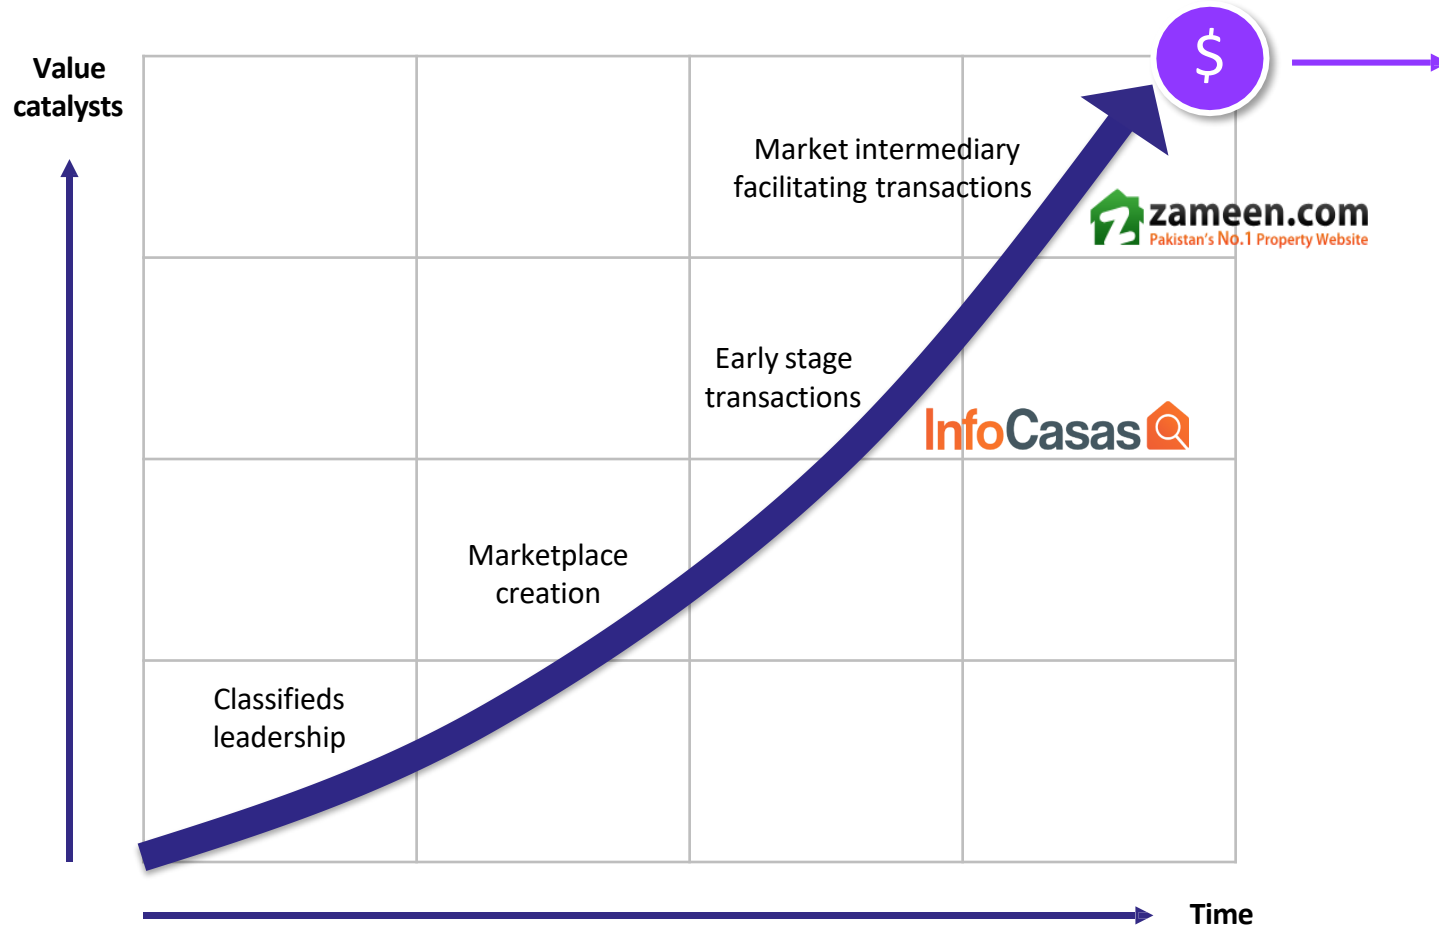 Value
catalysts
$
Market intermediary
facilitating transactions
zameen.com
Pakistan's No.1 Property Website
Early stage
transactions
InfoCasas
Marketplace
creation
Classifieds
leadership
Time